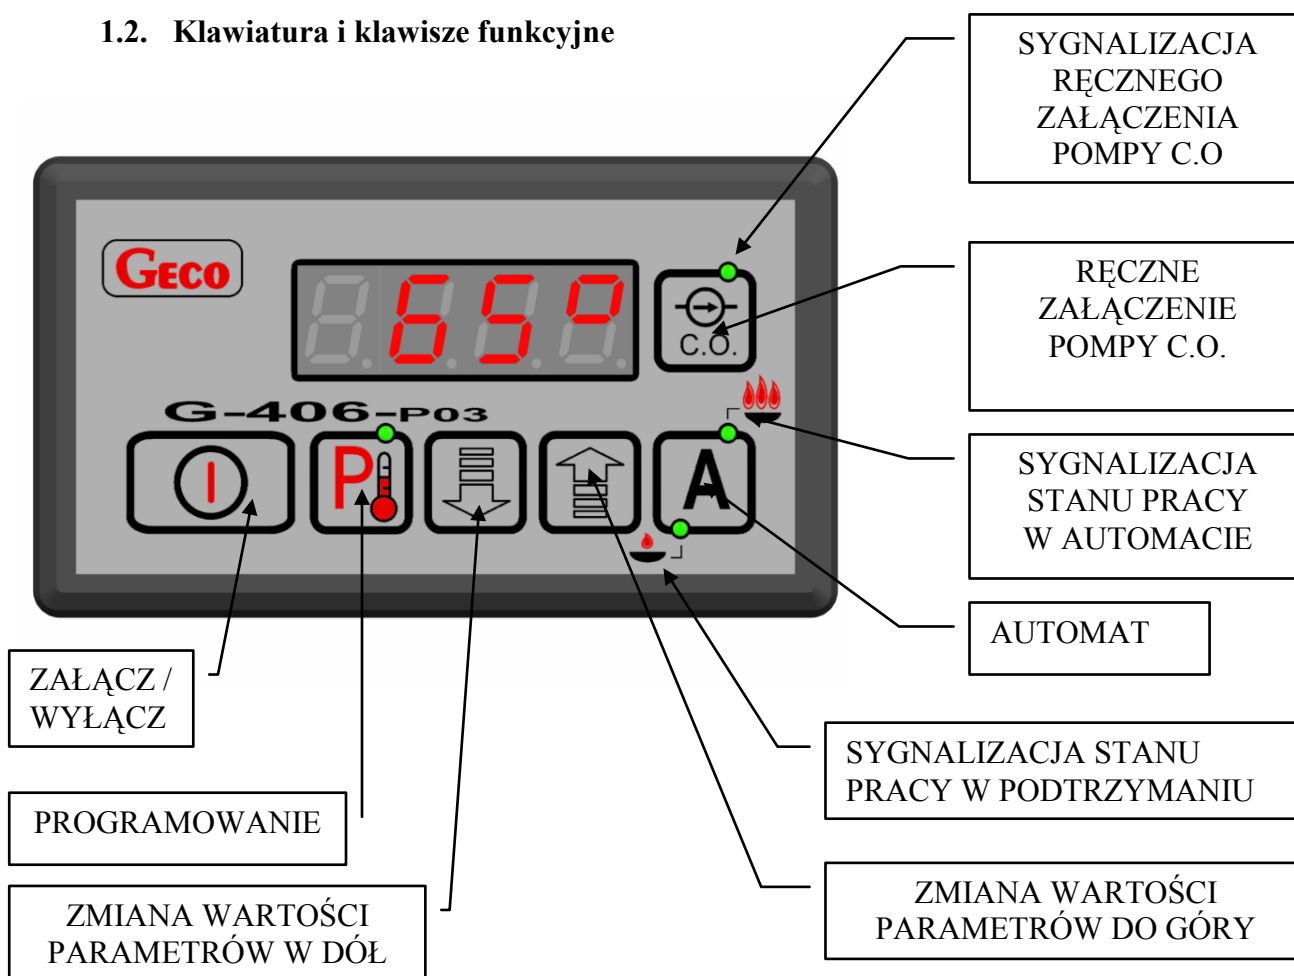 1.2. Klawiatura i klawisze funkcyjne
SYGNALIZACJA
RĘCZNEGO
ZAŁĄCZENIA
POMPY C.O
GECO
65º
C.O.
RĘCZNE
ZAŁĄCZENIE
POMPY C.O.
G-406-P03
P
A
SYGNALIZACJA
STANU PRACY
W AUTOMACIE
AUTOMAT
ZAŁĄCZ /
WYŁĄCZ
SYGNALIZACJA STANU
PRACY W PODTRZYMANIU
PROGRAMOWANIE
ZMIANA WARTOŚCI
PARAMETRÓW W DÓŁ
ZMIANA WARTOŚCI
PARAMETRÓW DO GÓRY